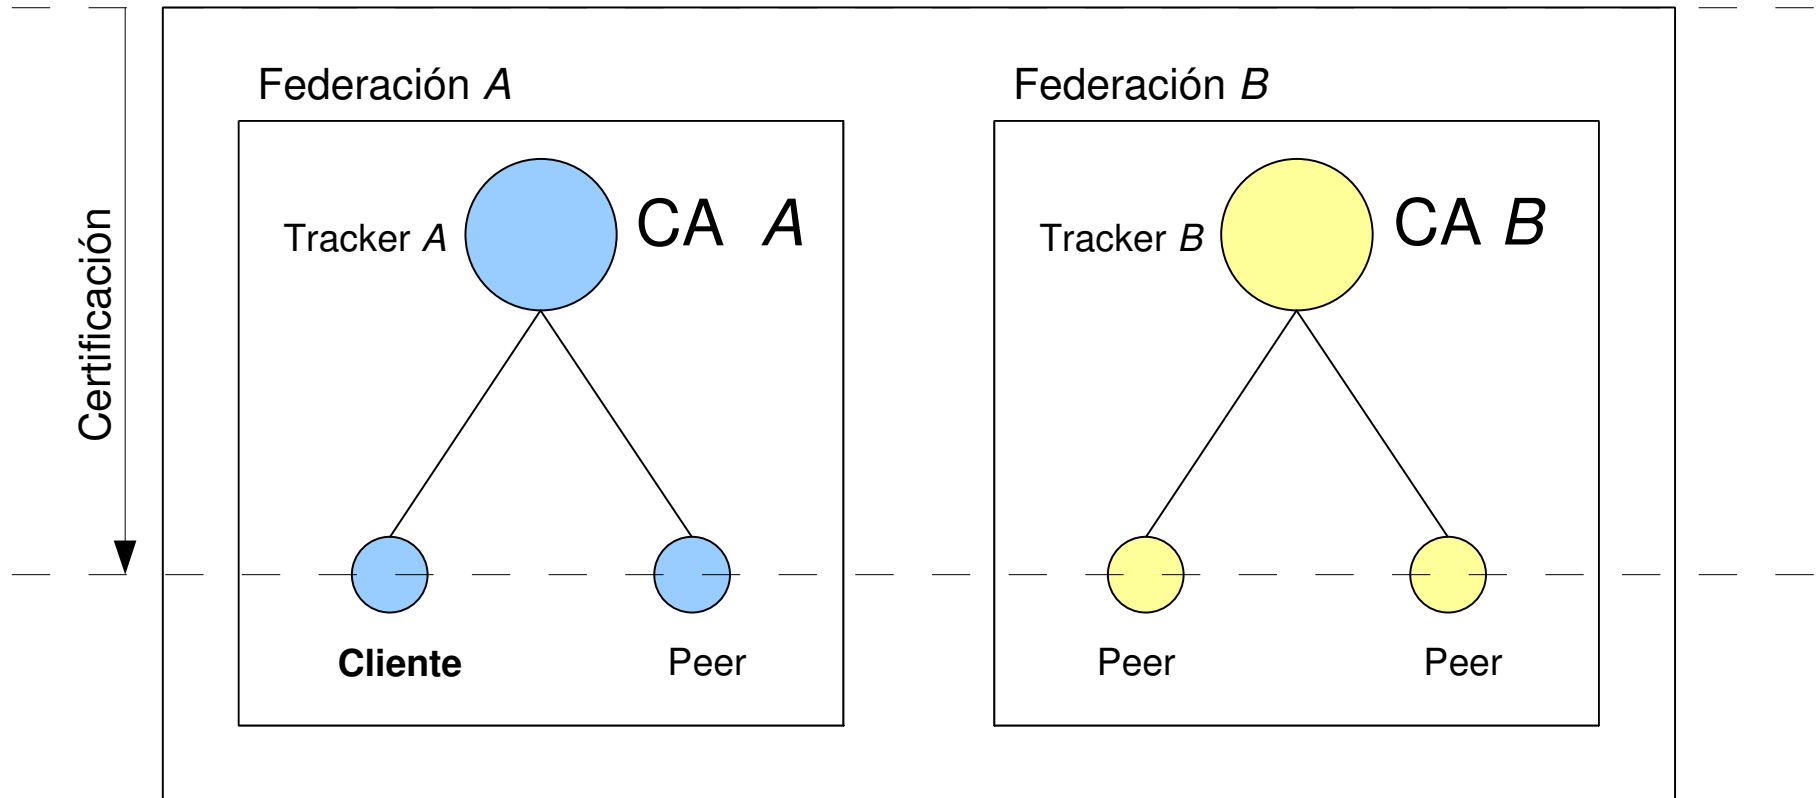 Federación A
Federación B
Tracker A
CA A
Tracker B
CA B
Certificación
Cliente
Peer
Peer
Peer